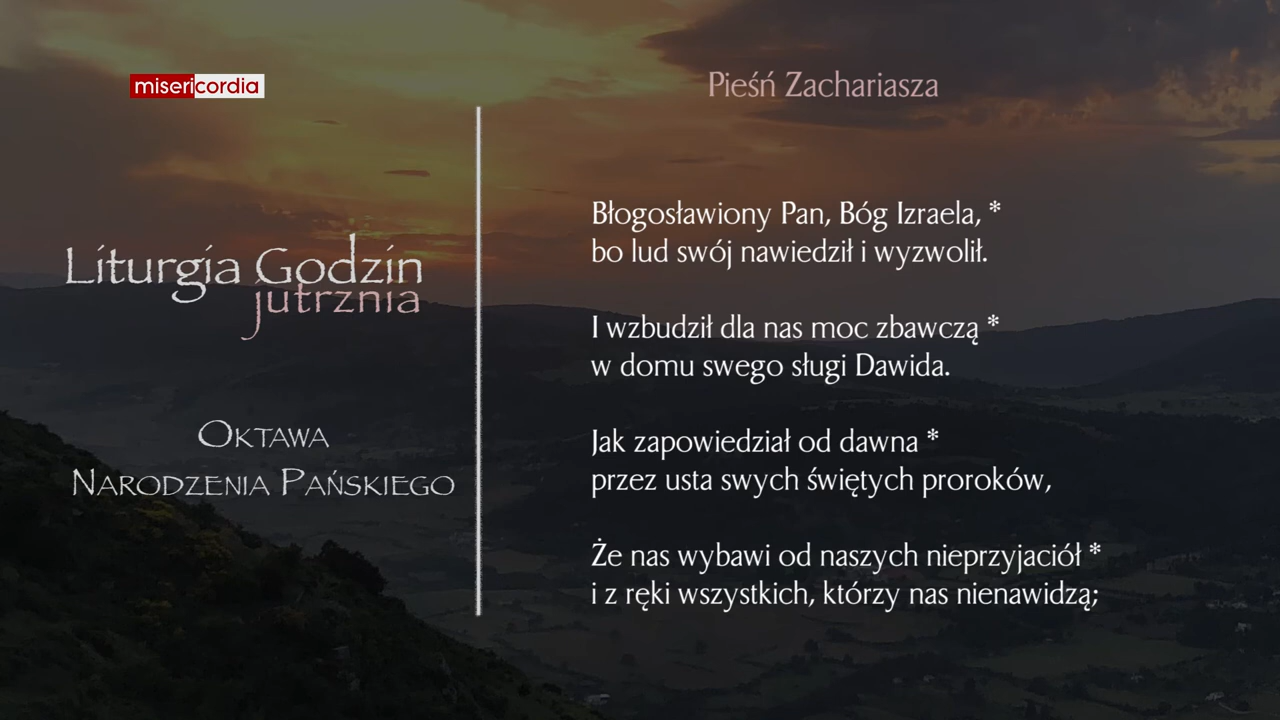 misericordia
Liturgia Godzin
jutrznia
Oktawa
Narodzenia Pańskiego
Pieśń Zachariasza
Błogosławiony Pan, Bóg Izraela, *
bo lud swój nawiedził i wyzwolił.
I wzbudził dla nas moc zbawczą *
w domu swego sługi Dawida.
Jak zapowiedział od dawna *
przez usta swych świętych proroków,
Że nas wybawi od naszych nieprzyjaciół *
i z ręki wszystkich, którzy nas nienawidzą;